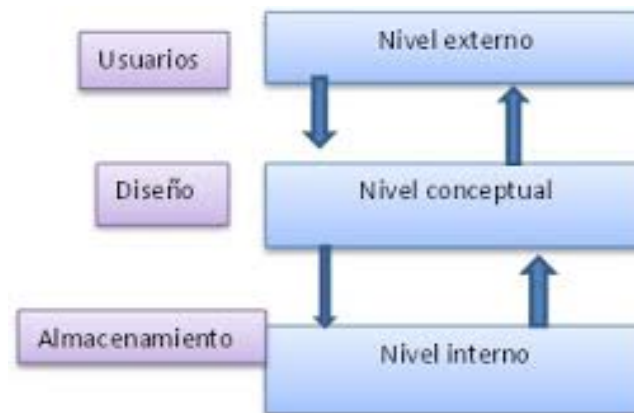 Usuarios
Nivel externo
Diseño
Nivel conceptual
Almacenamiento
Nivel interno